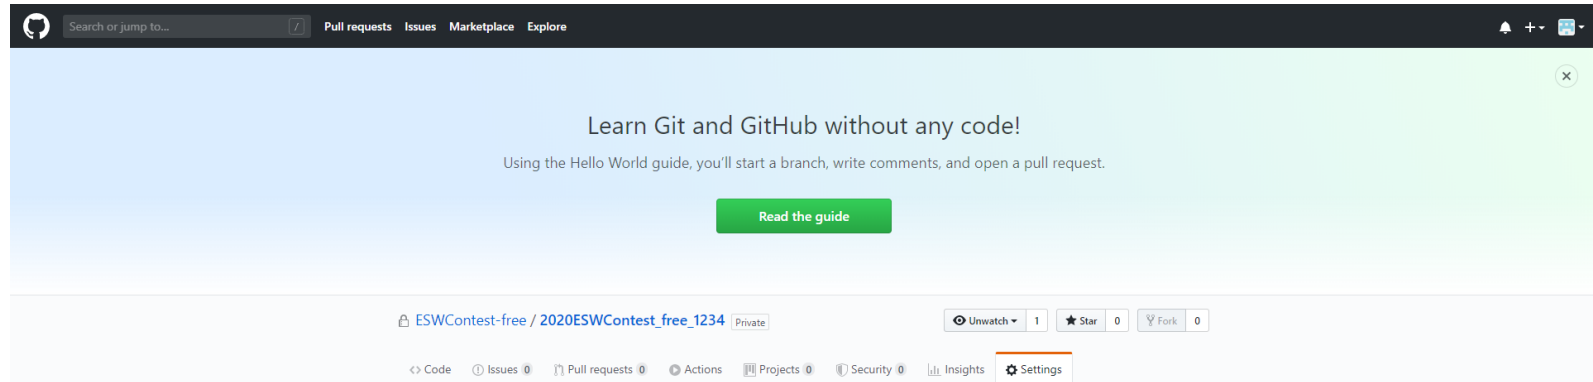 Search or jump to... / Pull requests Issues Marketplace Explore
Learn Git and GitHub without any code!
Using the Hello World guide, you'll start a branch, write comments, and open a pull request.
Read the guide
ESWContest-free / 2020ESWContest_free_1234 Private Unwatch 1 Star 0 Fork 0
Code Issues 0 Pull requests 0 Actions Projects 0 Security 0 Insights Settings